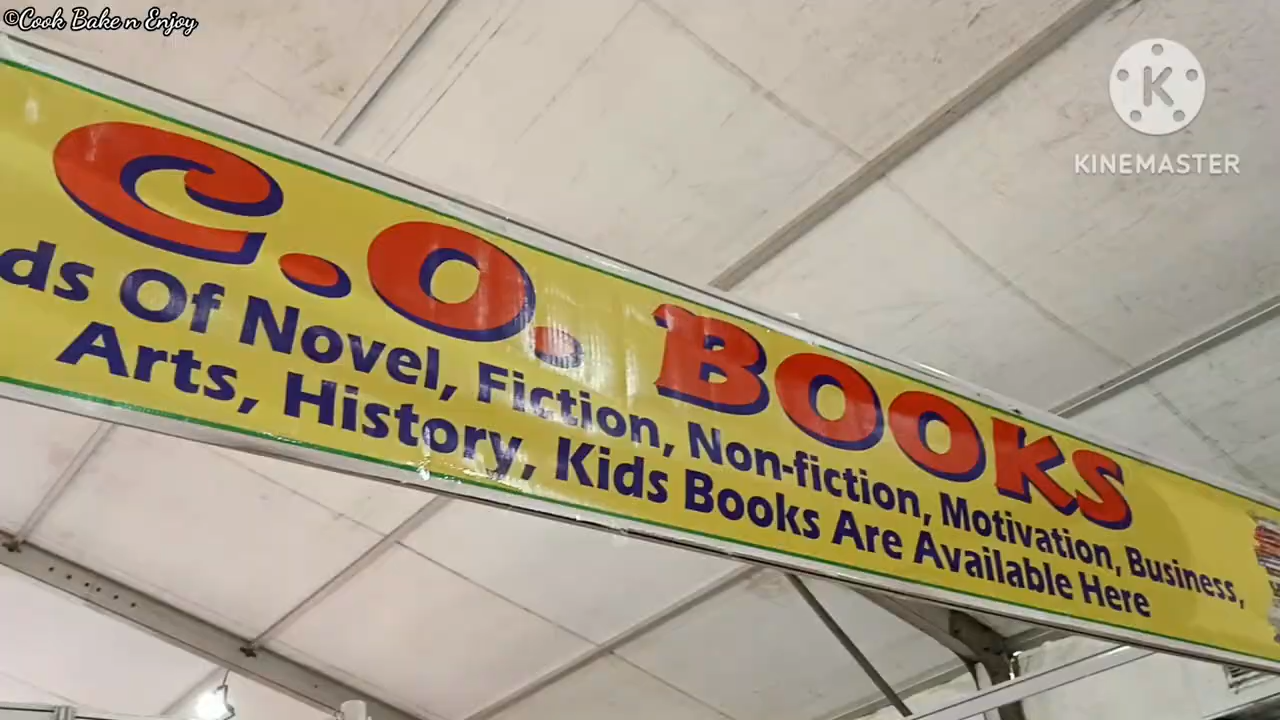 ©Cook Bake n Enjoy
K
KINEMASTER
C.O. BOOKS
ds Of Novel, Fiction, Non-fiction, Motivation, Business,
Arts, History, Kids Books Are Available Here